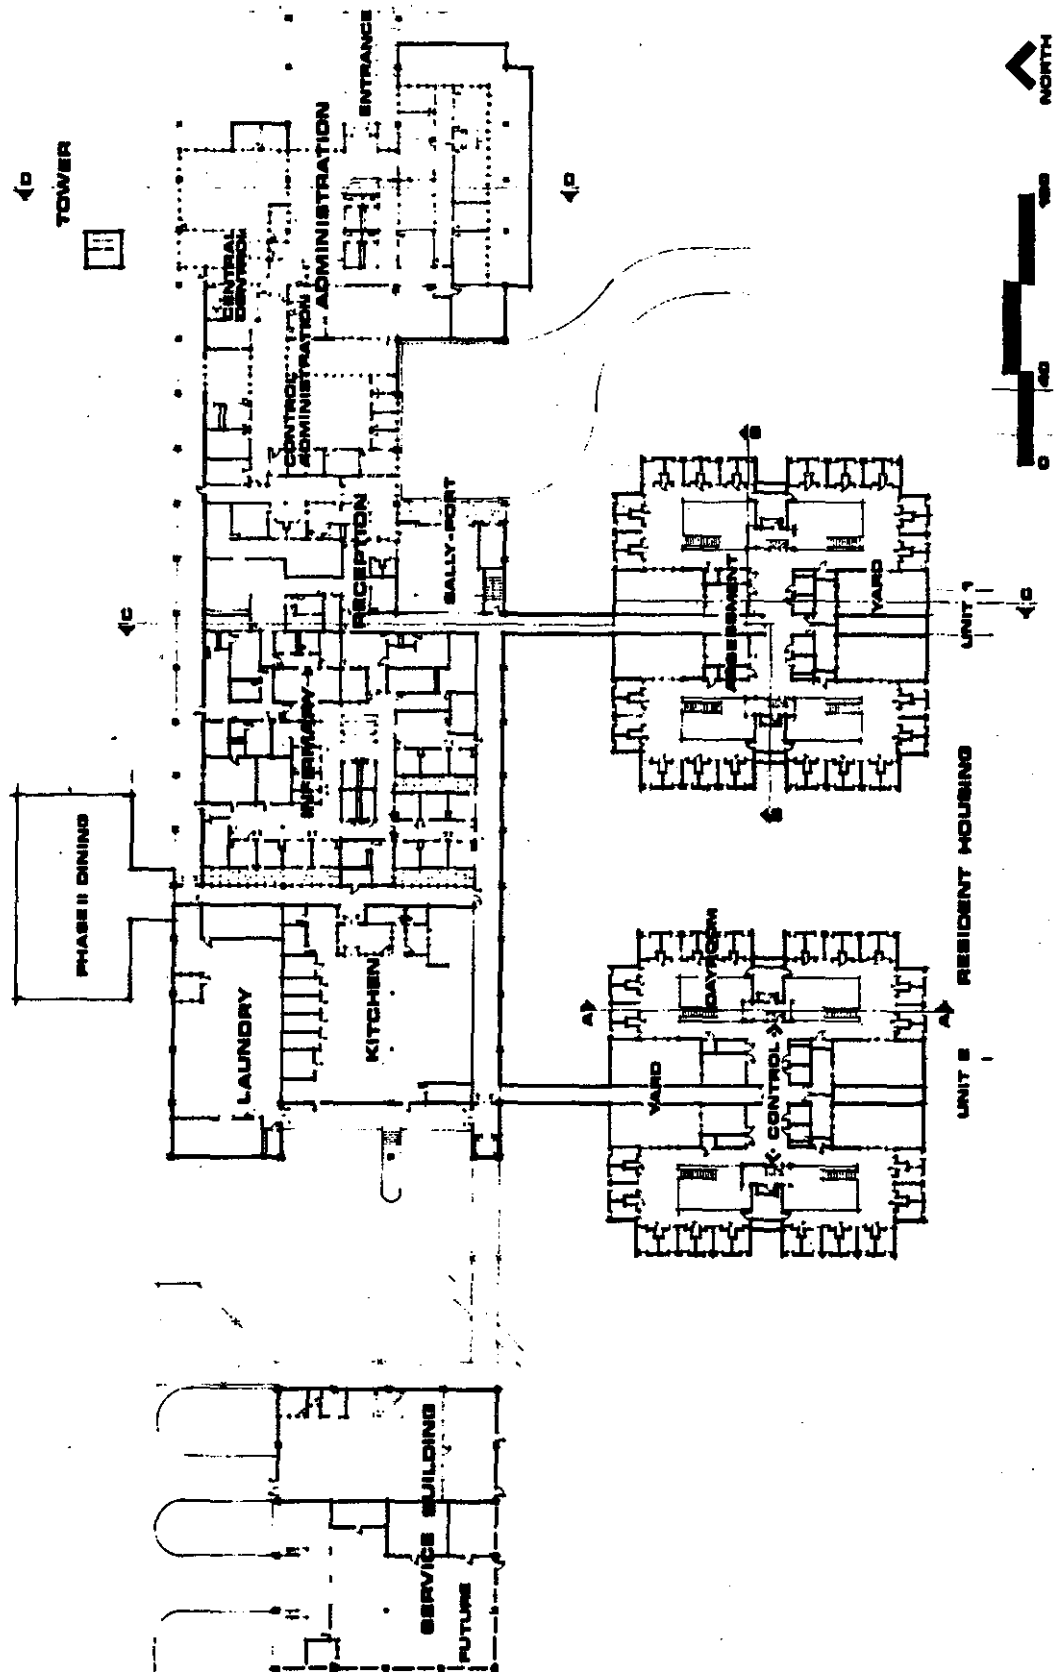 NORTH
160
40
0
TOWER
D
D
ENTRANCE
ADMINISTRATION
CENTRAL
CONTROL
CONTROL
ADMINISTRATION
RECEPTION
SALLY-PORT
C
C
B
B
ASSESSMENT
YARD
UNIT 1
INFIRMARY
PHASE II DINING
LAUNDRY
KITCHEN
RESIDENT HOUSING
DAYROOM
A
A
YARD
CONTROL
UNIT 2
SERVICE BUILDING
FUTURE